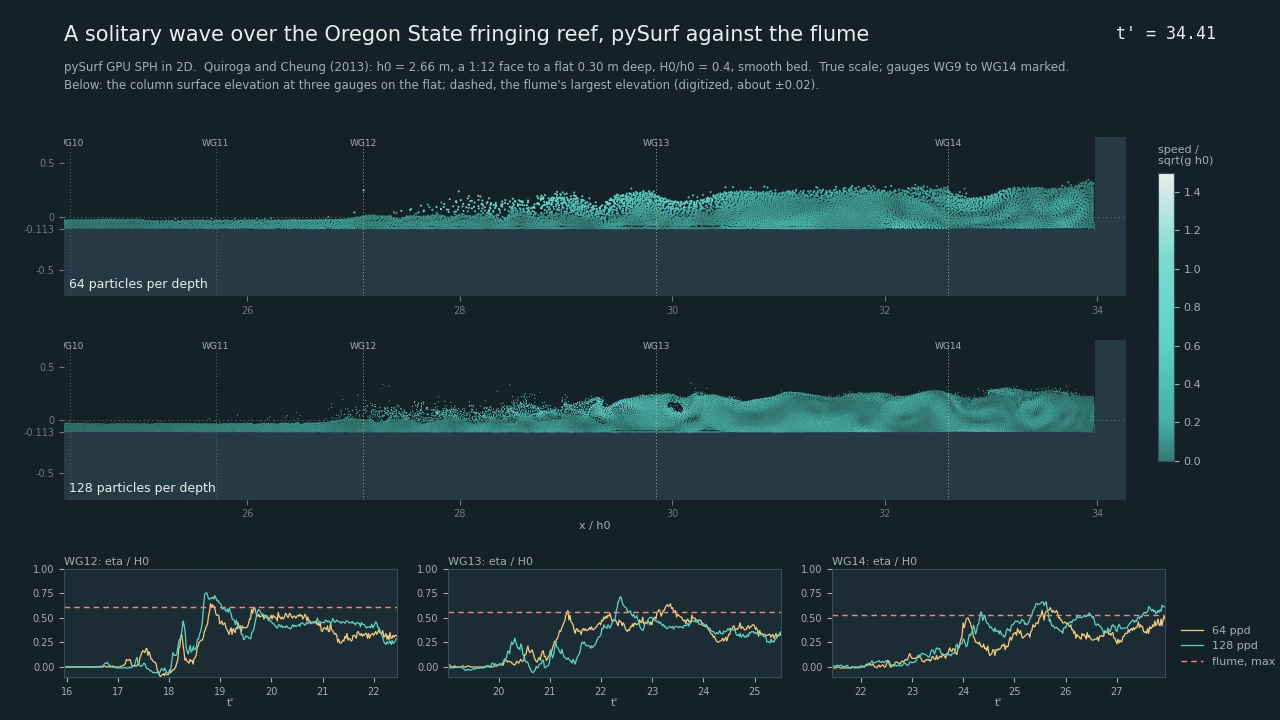 A solitary wave over the Oregon State fringing reef, pySurf against the flume
t' = 34.41
pySurf GPU SPH in 2D.  Quiroga and Cheung (2013): h0 = 2.66 m, a 1:12 face to a flat 0.30 m deep, H0/h0 = 0.4, smooth bed.  True scale; gauges WG9 to WG14 marked.
Below: the column surface elevation at three gauges on the flat; dashed, the flume's largest elevation (digitized, about ±0.02).
G10 WG11 WG12 WG13 WG14
0.5
0
-0.113
-0.5
64 particles per depth
26 28 30 32 34
speed /
sqrt(g h0)
1.4
1.2
1.0
0.8
0.6
0.4
0.2
0.0
G10 WG11 WG12 WG13 WG14
0.5
0
-0.113
-0.5
128 particles per depth
26 28 30 32 34
x / h0
WG12: eta / H0
1.00
0.75
0.50
0.25
0.00
16 17 18 19 20 21 22
t'
WG13: eta / H0
1.00
0.75
0.50
0.25
0.00
20 21 22 23 24 25
t'
WG14: eta / H0
1.00
0.75
0.50
0.25
0.00
22 23 24 25 26 27
t'
64 ppd
128 ppd
flume, max